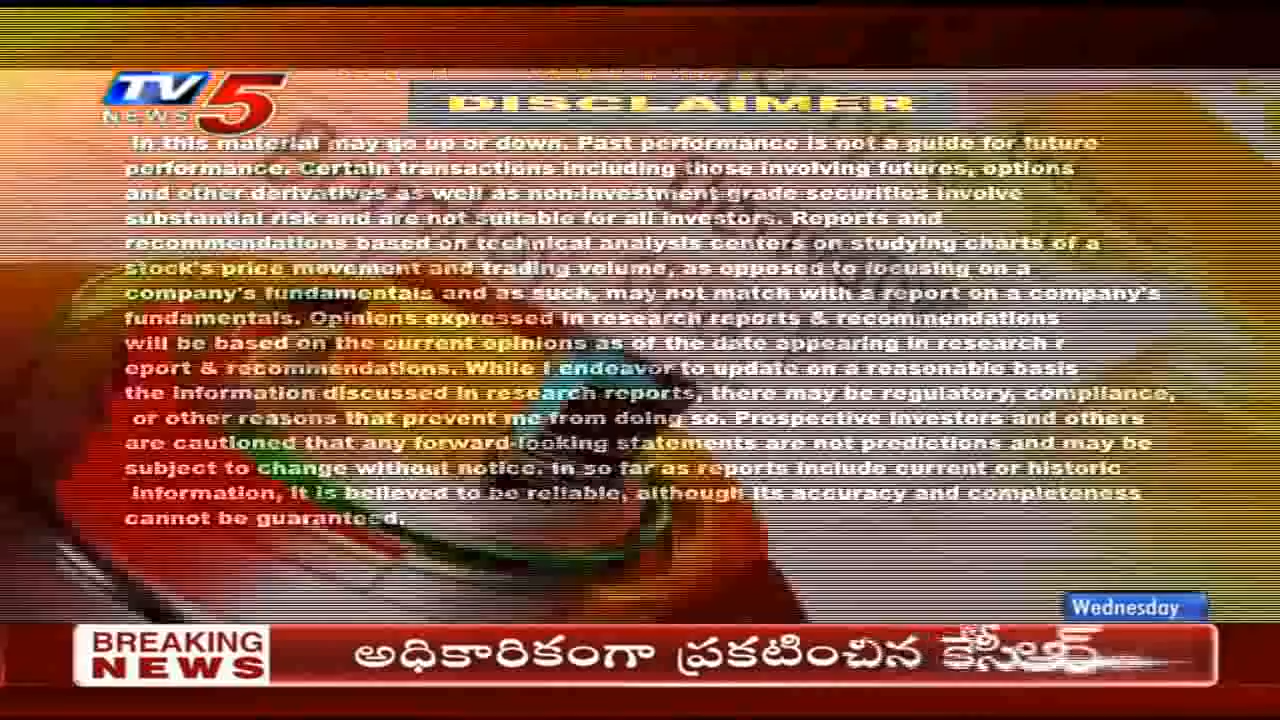 TV5
NEWS
DISCLAIMER
In this material may go up or down. Past performance is not a guide for future
performance. Certain transactions including those involving futures, options
and other derivatives as well as non-investment grade securities involve
substantial risk and are not suitable for all investors. Reports and
recommendations based on technical analysis centers on studying charts of a
stock's price movement and trading volume, as opposed to focusing on a
company's fundamentals and as such, may not match with a report on a company's
fundamentals. Opinions expressed in research reports & recommendations
will be based on the current opinions as of the date appearing in research r
eport & recommendations. While I endeavor to update on a reasonable basis
the information discussed in research reports, there may be regulatory, compliance,
or other reasons that prevent me from doing so. Prospective investors and others
are cautioned that any forward-looking statements are not predictions and may be
subject to change without notice. In so far as reports include current or historic
information, it is believed to be reliable, although its accuracy and completeness
cannot be guaranteed.
Wednesday
BREAKING
NEWS
అధికారికంగా ప్రకటించిన కేసీఆర్